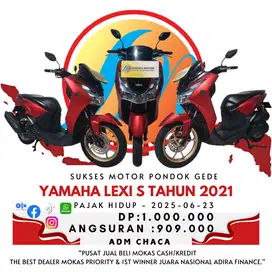 SUKSES MOTOR PONDOK GEDE
YAMAHA LEXI S TAHUN 2021
PAJAK HIDUP - 2025-06-23
DP:1.000.000
ANGSURAN :909.000
ADM CHACA
"PUSAT JUAL BELI MOKAS CASH/KREDIT
THE BEST DEALER MOKAS PRIORITY & 1ST WINNER JUARA NASIONAL ADIRA FINANCE."